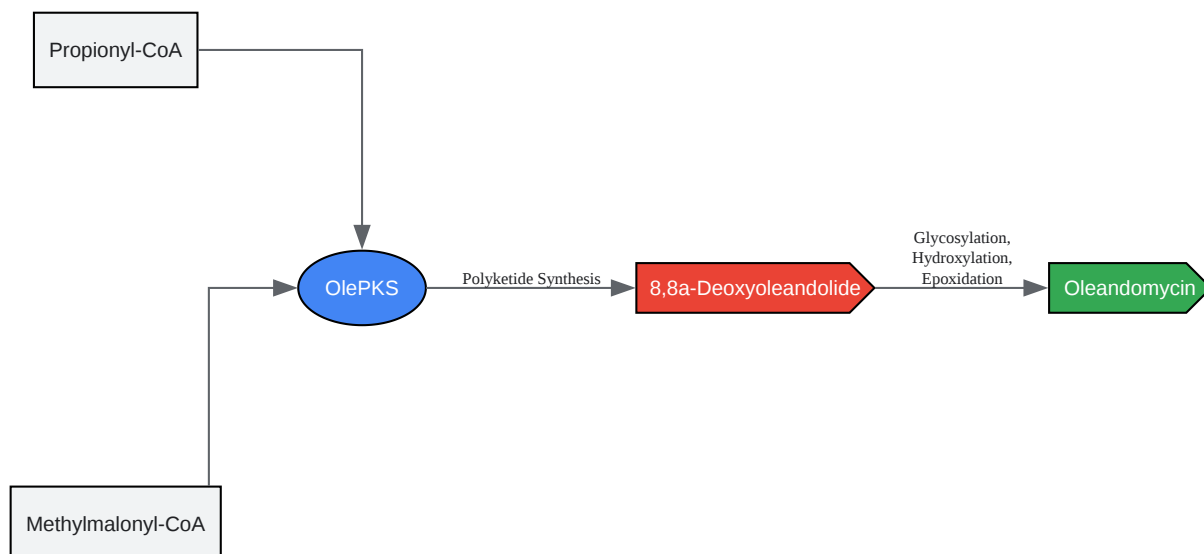 Propionyl-CoA
Glycosylation,
Hydroxylation,
Epoxidation
OlePKS
Polyketide Synthesis
8,8a-Deoxyoleandolide
Oleandomycin
Methylmalonyl-CoA